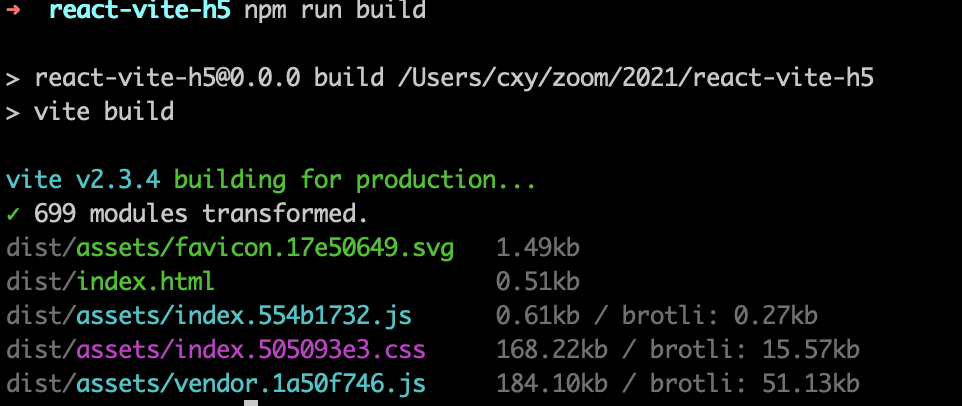 ➜  react-vite-h5 npm run build
> react-vite-h5@0.0.0 build /Users/cxy/zoom/2021/react-vite-h5
> vite build
vite v2.3.4 building for production...
✓ 699 modules transformed.
dist/assets/favicon.17e50649.svg   1.49kb
dist/index.html                    0.51kb
dist/assets/index.554b1732.js      0.61kb / brotli: 0.27kb
dist/assets/index.505093e3.css     168.22kb / brotli: 15.57kb
dist/assets/vendor.1a50f746.js     184.10kb / brotli: 51.13kb